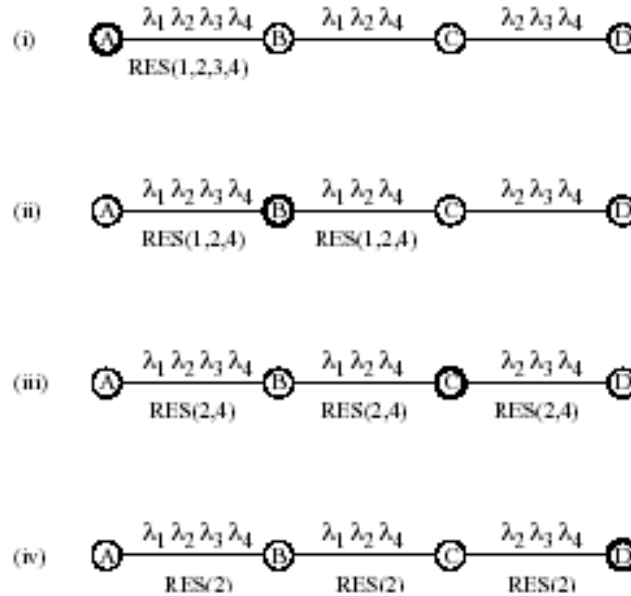 λ1 λ2 λ3 λ4 λ1 λ2 λ4 λ2 λ3 λ4
(i) A B C D
RES(1,2,3,4)
λ1 λ2 λ3 λ4 λ1 λ2 λ4 λ2 λ3 λ4
(ii) A B C D
RES(1,2,4) RES(1,2,4)
λ1 λ2 λ3 λ4 λ1 λ2 λ4 λ2 λ3 λ4
(iii) A B C D
RES(2,4) RES(2,4) RES(2,4)
λ1 λ2 λ3 λ4 λ1 λ2 λ4 λ2 λ3 λ4
(iv) A B C D
RES(2) RES(2) RES(2)